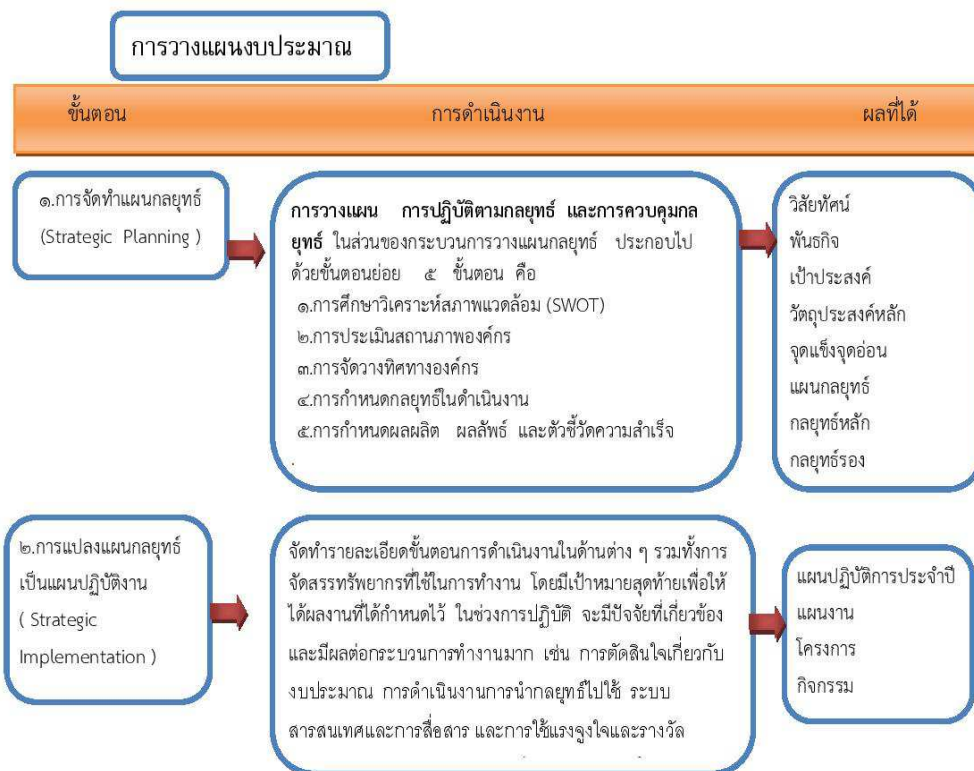 การวางแผนงบประมาณ
ขั้นตอน การดำเนินงาน ผลที่ได้
๑.การจัดทำแผนกลยุทธ์
(Strategic Planning )
การวางแผน การปฏิบัติตามกลยุทธ์ และการควบคุมกล
ยุทธ์ ในส่วนของกระบวนการวางแผนกลยุทธ์ ประกอบไป
ด้วยขั้นตอนย่อย ๕ ขั้นตอน คือ
๑.การศึกษาวิเคราะห์สภาพแวดล้อม (SWOT)
๒.การประเมินสถานภาพองค์กร
๓.การจัดวางทิศทางองค์กร
๔.การกำหนดกลยุทธ์ในดำเนินงาน
๕.การกำหนดผลผลิต ผลลัพธ์ และตัวชี้วัดความสำเร็จ
.
วิสัยทัศน์
พันธกิจ
เป้าประสงค์
วัตถุประสงค์หลัก
จุดแข็งจุดอ่อน
แผนกลยุทธ์
กลยุทธ์หลัก
กลยุทธ์รอง
๒.การแปลงแผนกลยุทธ์
เป็นแผนปฏิบัติงาน
( Strategic
Implementation )
จัดทำรายละเอียดขั้นตอนการดำเนินงานในด้านต่าง ๆ รวมทั้งการ
จัดสรรทรัพยากรที่ใช้ในการทำงาน โดยมีเป้าหมายสุดท้ายเพื่อให้
ได้ผลงานที่ได้กำหนดไว้ ในช่วงการปฏิบัติ จะมีปัจจัยที่เกี่ยวข้อง
และมีผลต่อกระบวนการทำงานมาก เช่น การตัดสินใจเกี่ยวกับ
งบประมาณ การดำเนินงานการนำกลยุทธ์ไปใช้ ระบบ
สารสนเทศและการสื่อสาร และการใช้แรงจูงใจและรางวัล
แผนปฏิบัติการประจำปี
แผนงาน
โครงการ
กิจกรรม